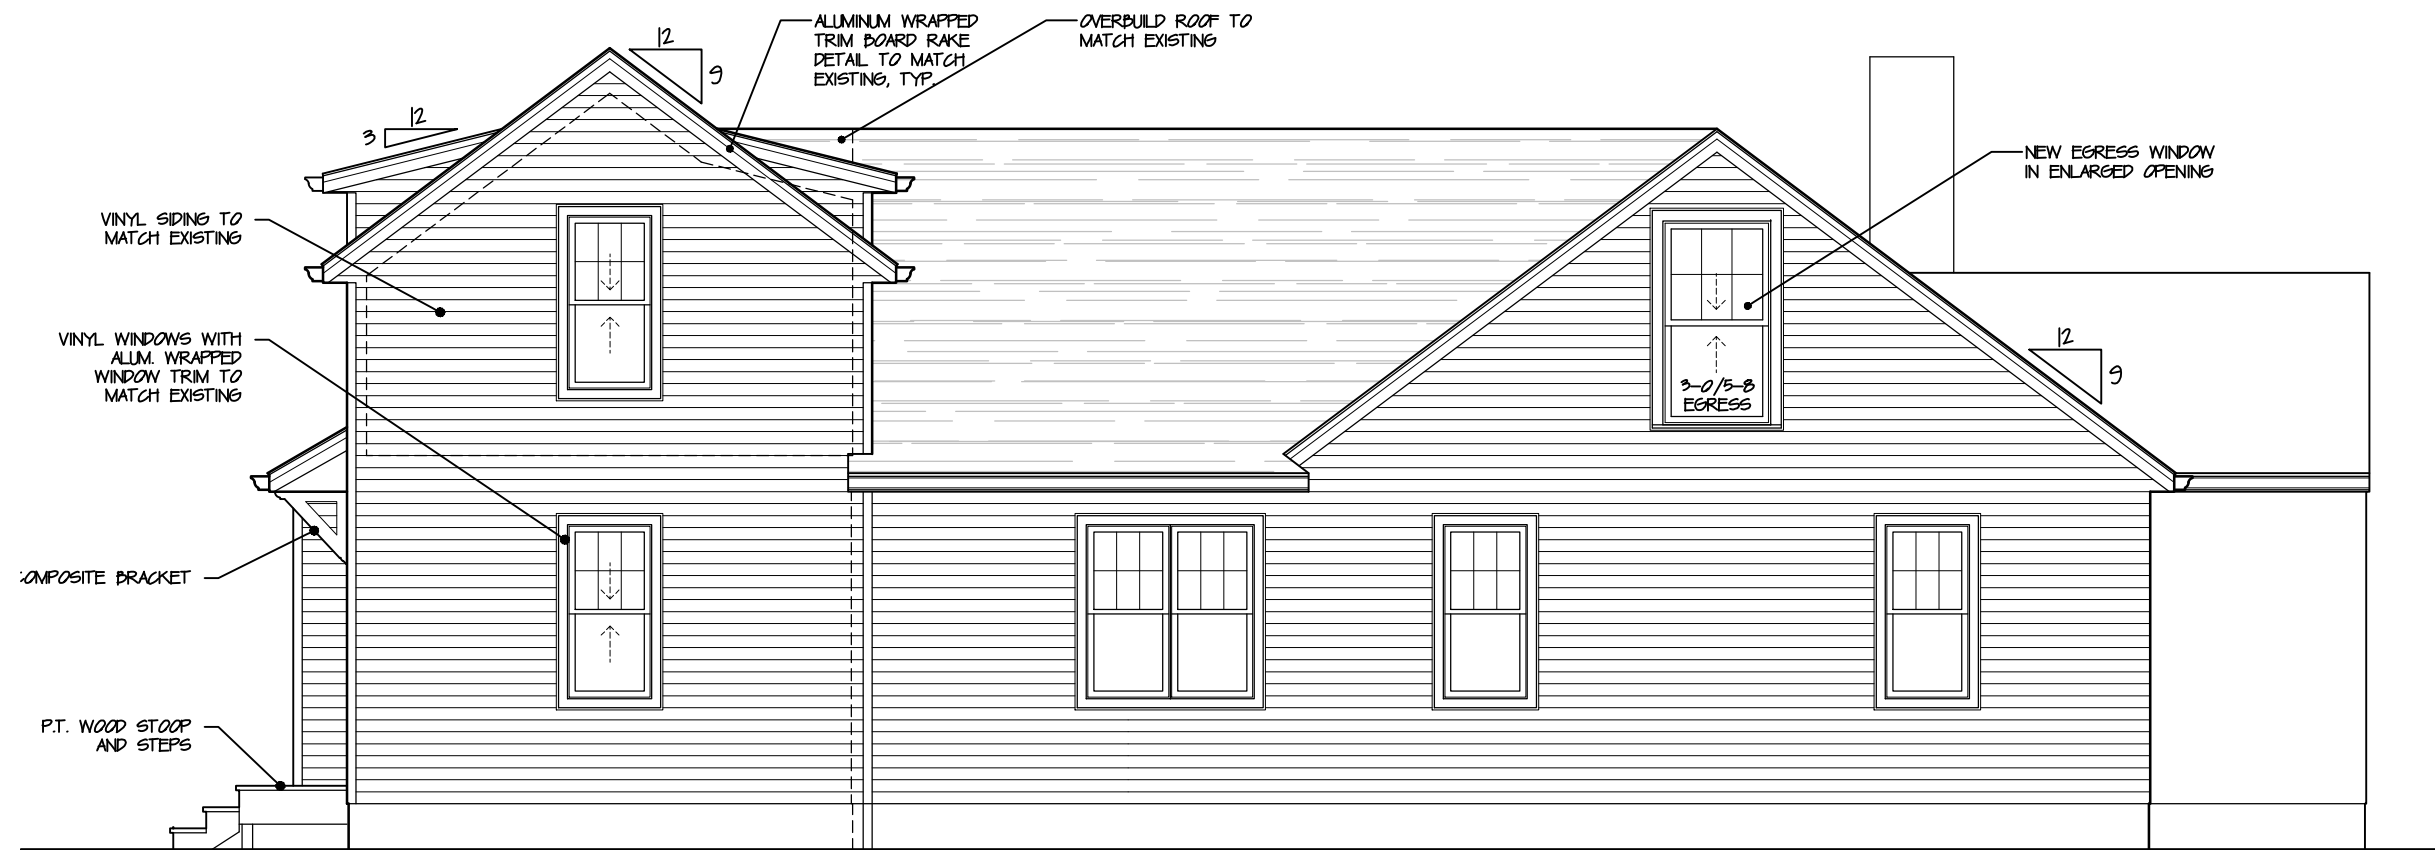 ALUMINUM WRAPPED
TRIM BOARD RAKE
DETAIL TO MATCH
EXISTING, TYP.
OVERBUILD ROOF TO
MATCH EXISTING
12
9
12
3
NEW EGRESS WINDOW
IN ENLARGED OPENING
VINYL SIDING TO
MATCH EXISTING
VINYL WINDOWS WITH
ALUM. WRAPPED
WINDOW TRIM TO
MATCH EXISTING
12
9
3-0/5-8
EGRESS
OMPOSITE BRACKET
P.T. WOOD STOOP
AND STEPS